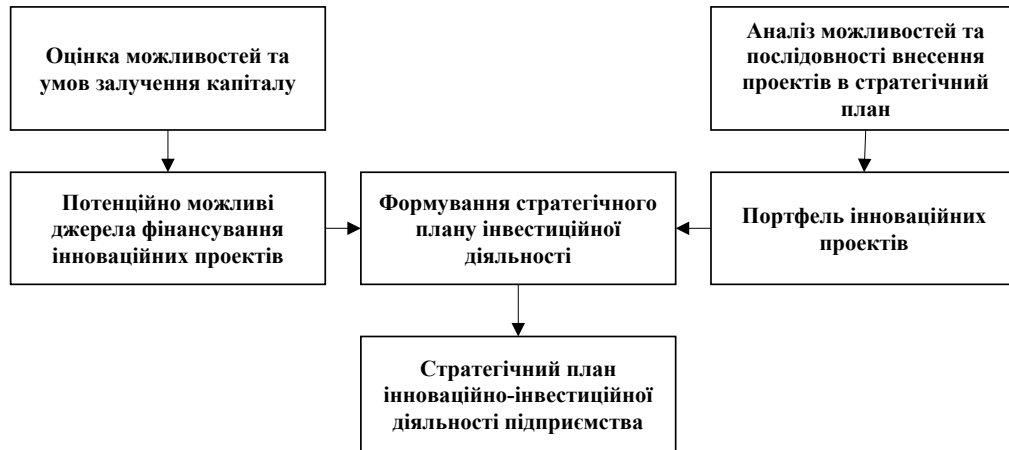 Оцінка можливостей та
умов залучення капіталу
Аналіз можливостей та
послідовності внесення
проектів в стратегічний
план
Потенційно можливі
джерела фінансування
інноваційних проектів
Формування стратегічного
плану інвестиційної
діяльності
Портфель інноваційних
проектів
Стратегічний план
інноваційно-інвестиційної
діяльності підприємства